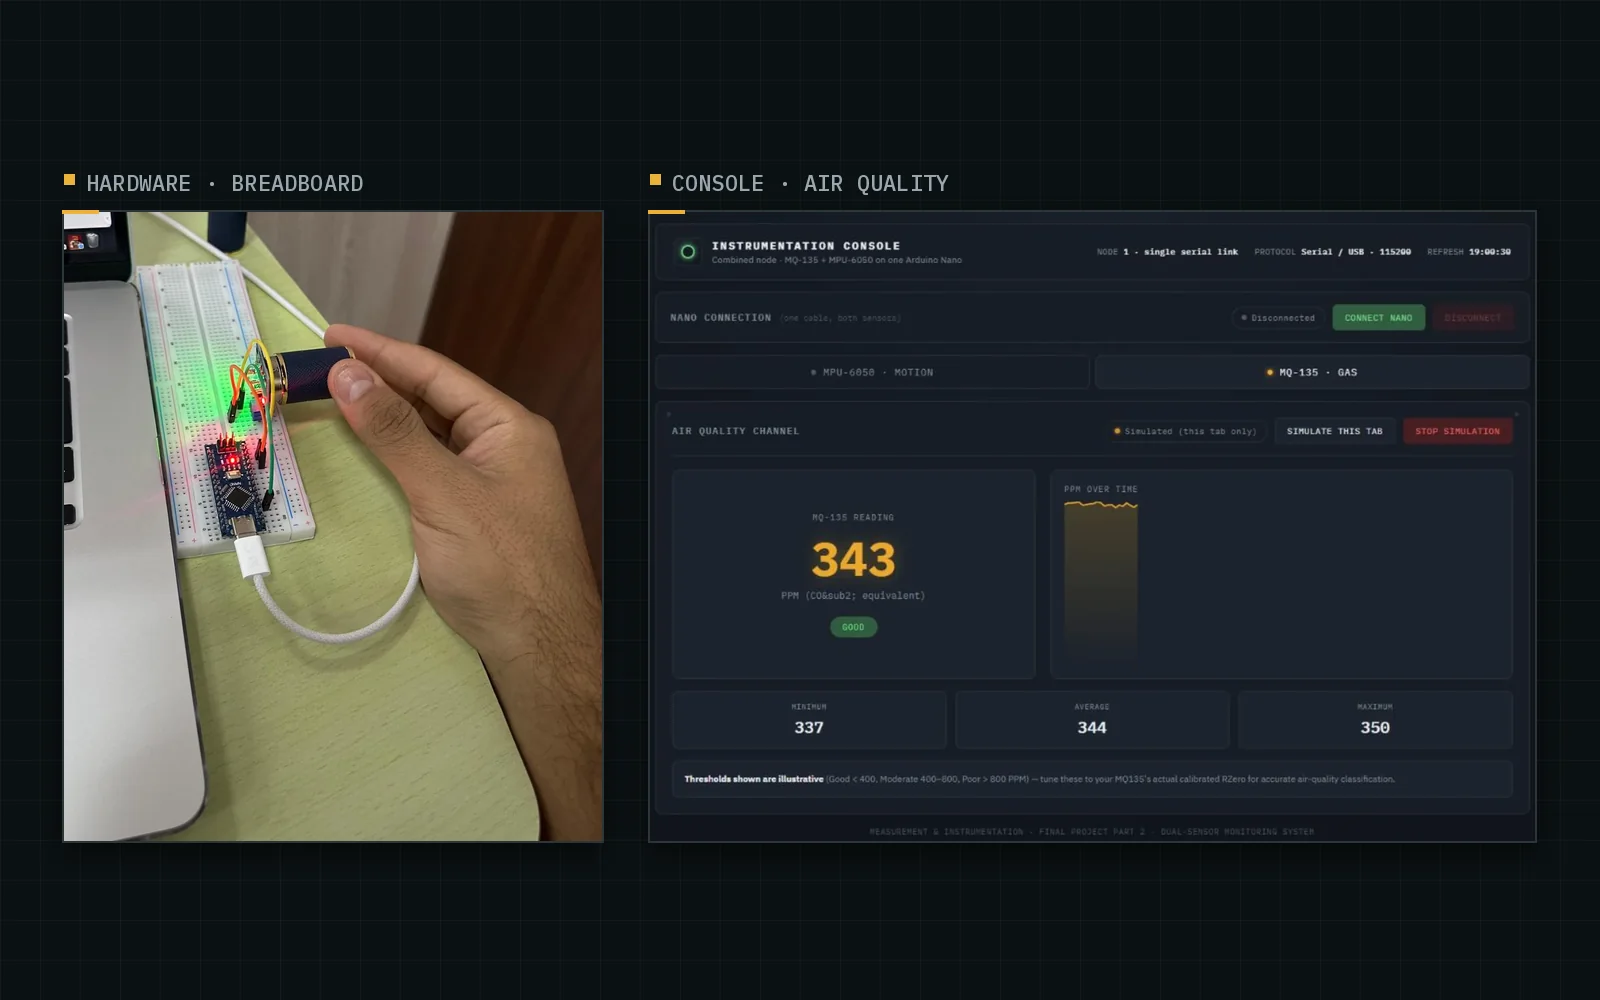 HARDWARE · BREADBOARD
CONSOLE · AIR QUALITY
INSTRUMENTATION CONSOLE
Combined node · MQ-135 + MPU-6050 on one Arduino Nano
NODE 1 · single serial link
PROTOCOL Serial / USB · 115200
REFRESH 19:00:30
NANO CONNECTION (one cable, both sensors)
Disconnected
CONNECT NANO
DISCONNECT
MPU-6050 · MOTION
MQ-135 · GAS
AIR QUALITY CHANNEL
Simulated (this tab only)
SIMULATE THIS TAB
STOP SIMULATION
MQ-135 READING
343
PPM (CO&sub2; equivalent)
GOOD
PPM OVER TIME
MINIMUM
337
AVERAGE
344
MAXIMUM
350
Thresholds shown are illustrative (Good < 400, Moderate 400–800, Poor > 800 PPM) — tune these to your MQ135's actual calibrated RZero for accurate air-quality classification.
MEASUREMENT & INSTRUMENTATION · FINAL PROJECT PART 2 · DUAL-SENSOR MONITORING SYSTEM